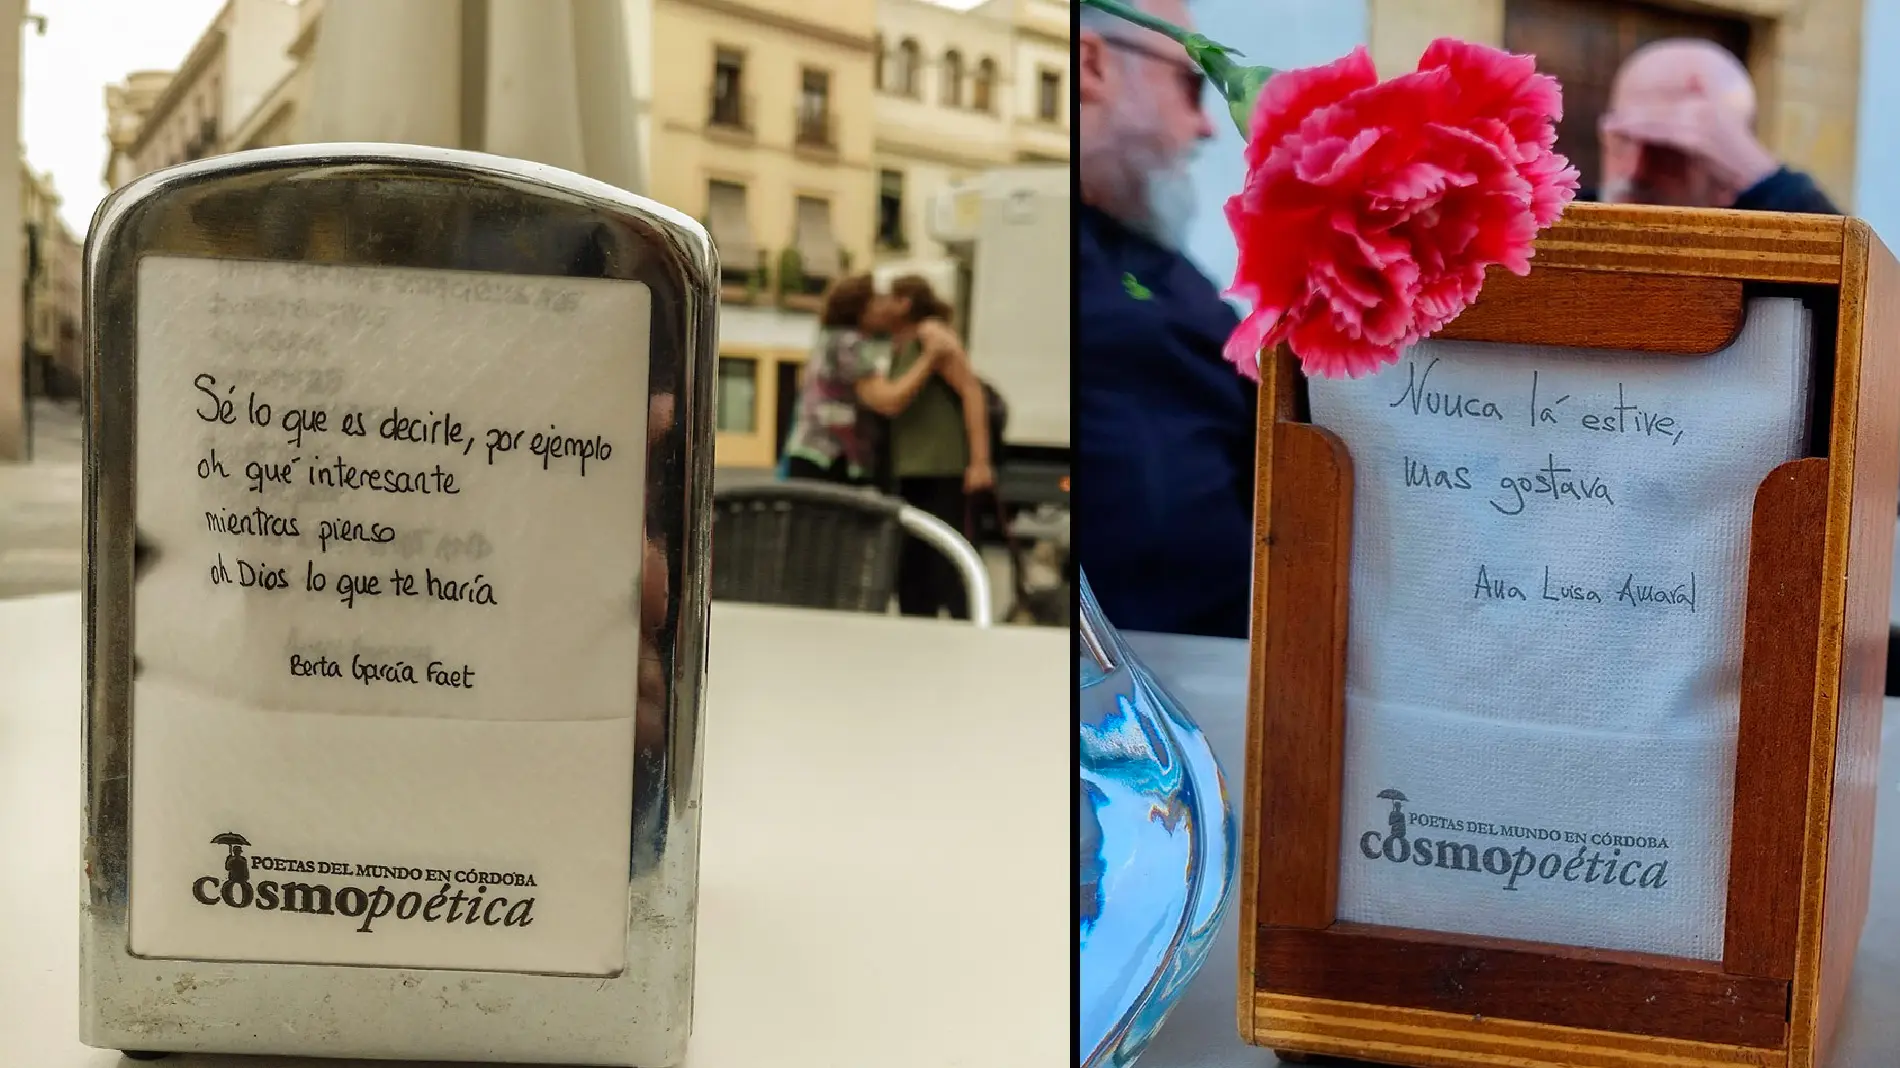 Sé lo que es decirle, por ejemplo
oh qué interesante
mientras pienso
oh Dios lo que te haría
Berta García Faet
POETAS DEL MUNDO EN CÓRDOBA
cosmopoética
Nunca lá estive,
mas gostava
Ana Luísa Amaral
POETAS DEL MUNDO EN CÓRDOBA
cosmopoética